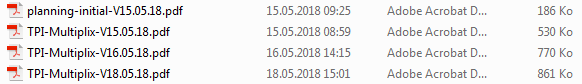 planning-initial-V15.05.18.pdf 15.05.2018 09:25 Adobe Acrobat D... 186 Ko
TPI-Multiplix-V15.05.18.pdf 15.05.2018 08:59 Adobe Acrobat D... 530 Ko
TPI-Multiplix-V16.05.18.pdf 16.05.2018 14:15 Adobe Acrobat D... 770 Ko
TPI-Multiplix-V18.05.18.pdf 18.05.2018 15:01 Adobe Acrobat D... 861 Ko